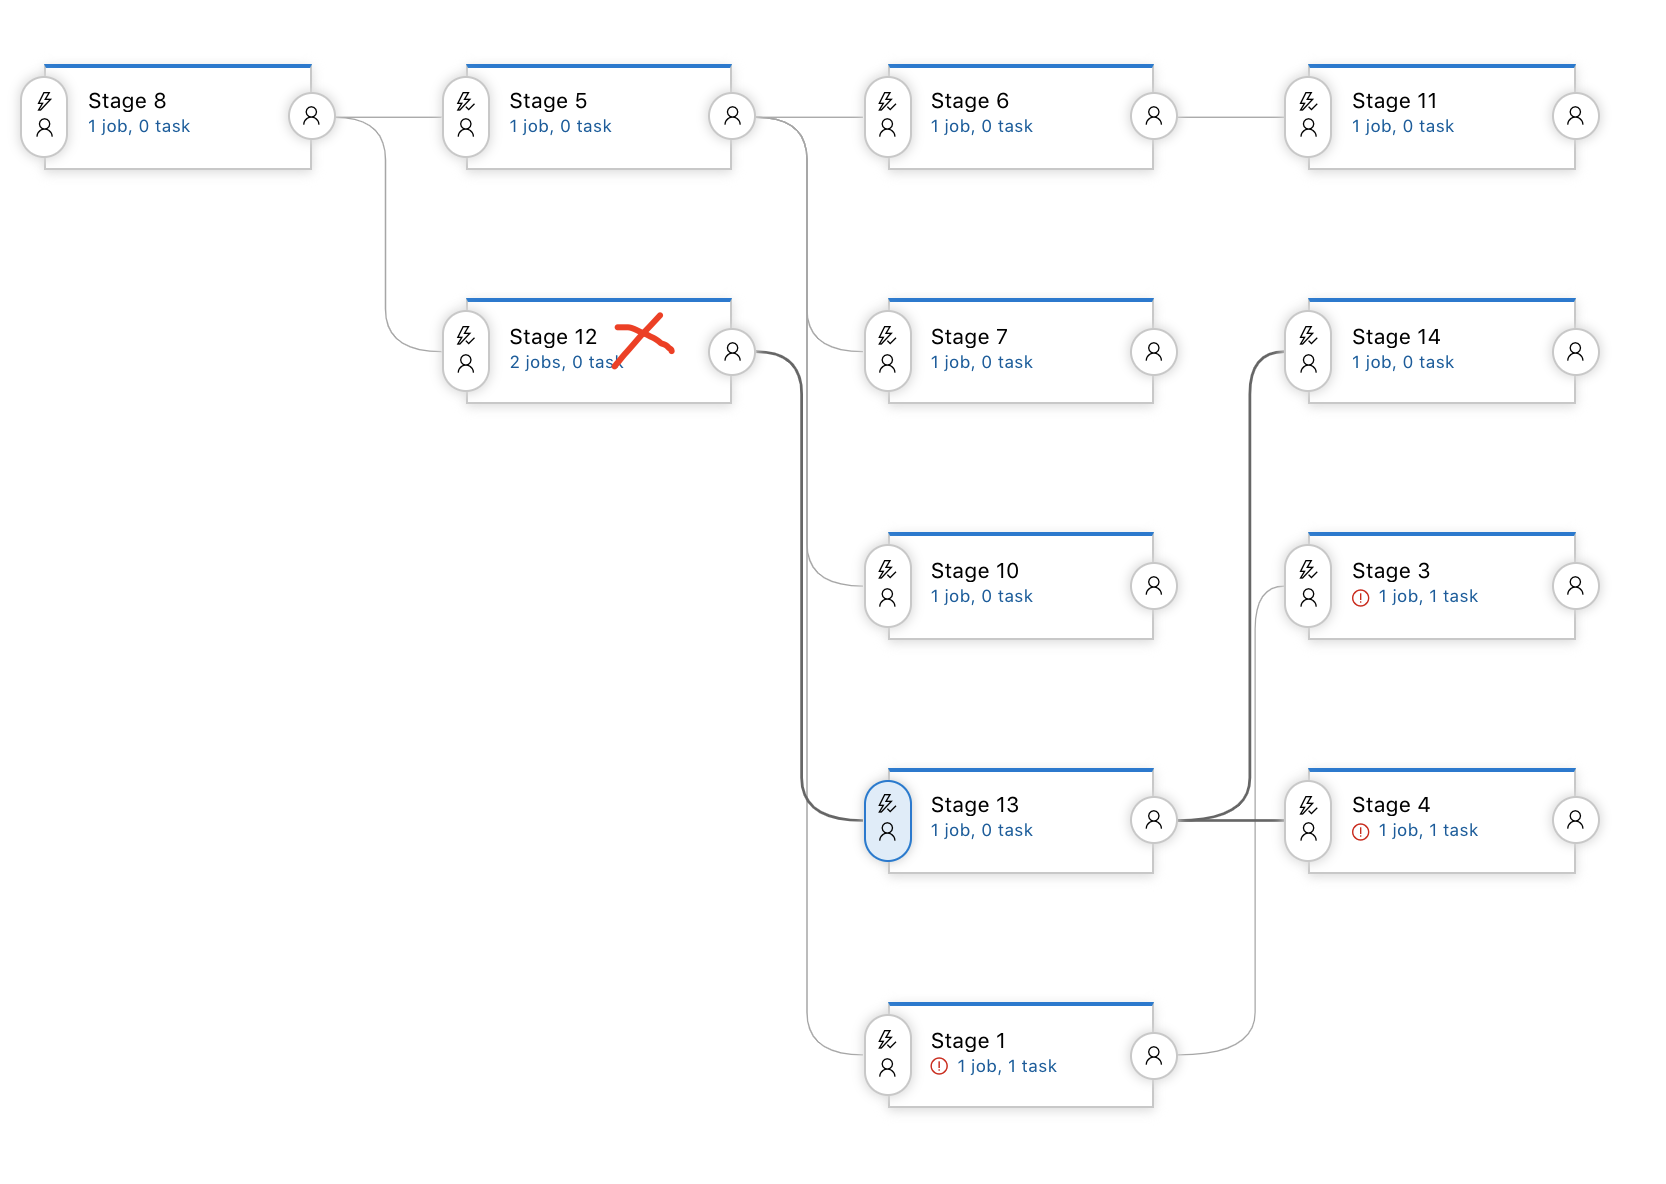 Stage 8
1 job, 0 task
Stage 5
1 job, 0 task
Stage 6
1 job, 0 task
Stage 11
1 job, 0 task
Stage 12
2 jobs, 0 task
Stage 7
1 job, 0 task
Stage 14
1 job, 0 task
Stage 10
1 job, 0 task
Stage 3
1 job, 1 task
Stage 13
1 job, 0 task
Stage 4
1 job, 1 task
Stage 1
1 job, 1 task